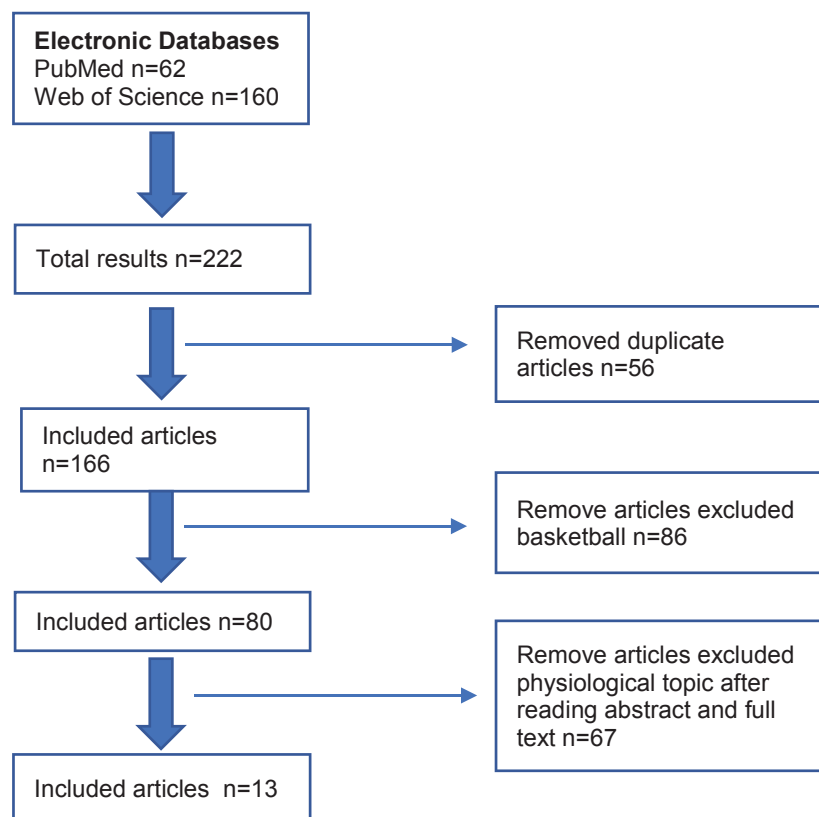 Electronic Databases
PubMed n=62
Web of Science n=160
Total results n=222
Removed duplicate
articles n=56
Included articles
n=166
Remove articles excluded
basketball n=86
Included articles n=80
Remove articles excluded
physiological topic after
reading abstract and full
text n=67
Included articles n=13